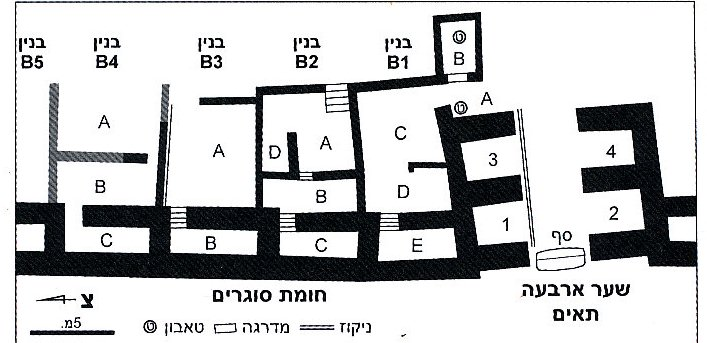 בנין B1
בנין B2
בנין B3
בנין B4
בנין B5
ט
B
ט
A
A
A
A
C
D
D
B
B
C
B
C
E
3
4
1
2
סף
שער ארבעה
תאים
חומת סוגרים
צ
5מ.
ניקוז
מדרגה
טאבון
ט